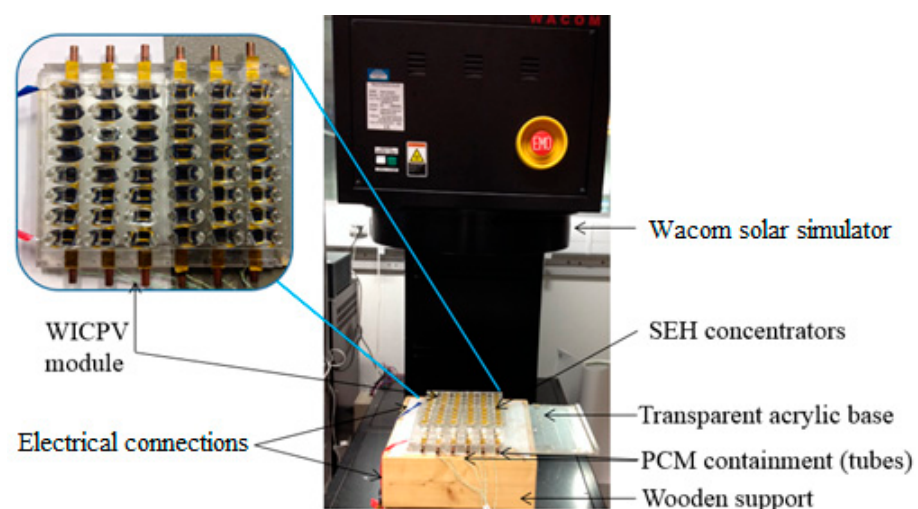 WACOM
EMO
Wacom solar simulator
WICPV
module
SEH concentrators
Transparent acrylic base
Electrical connections
PCM containment (tubes)
Wooden support